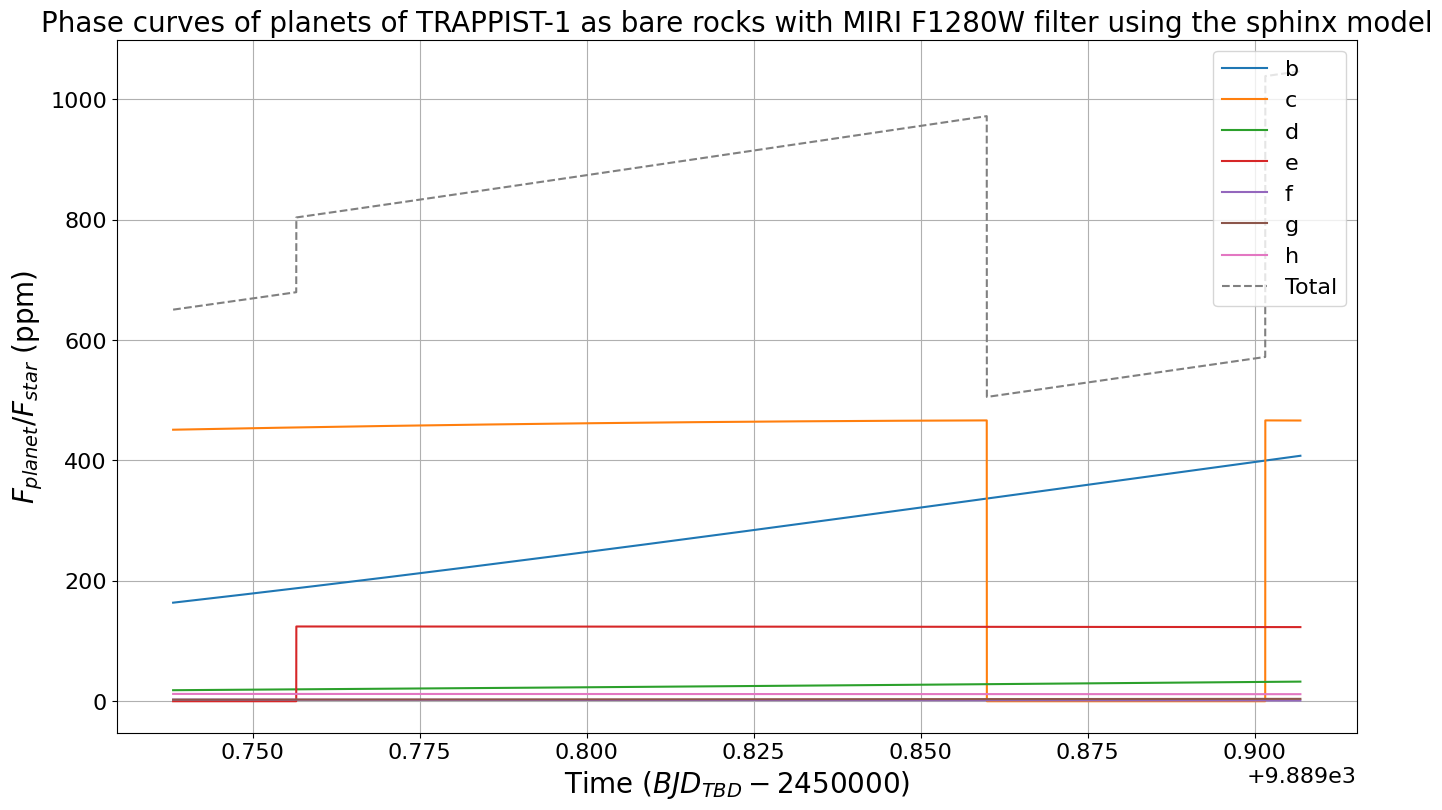 Phase curves of planets of TRAPPIST-1 as bare rocks with MIRI F1280W filter using the sphinx model
b
c
d
e
f
g
h
Total
1000
800
600
400
200
0
F_planet/F_star (ppm)
0.750 0.775 0.800 0.825 0.850 0.875 0.900
+9.889e3
Time (BJD_TBD − 2450000)